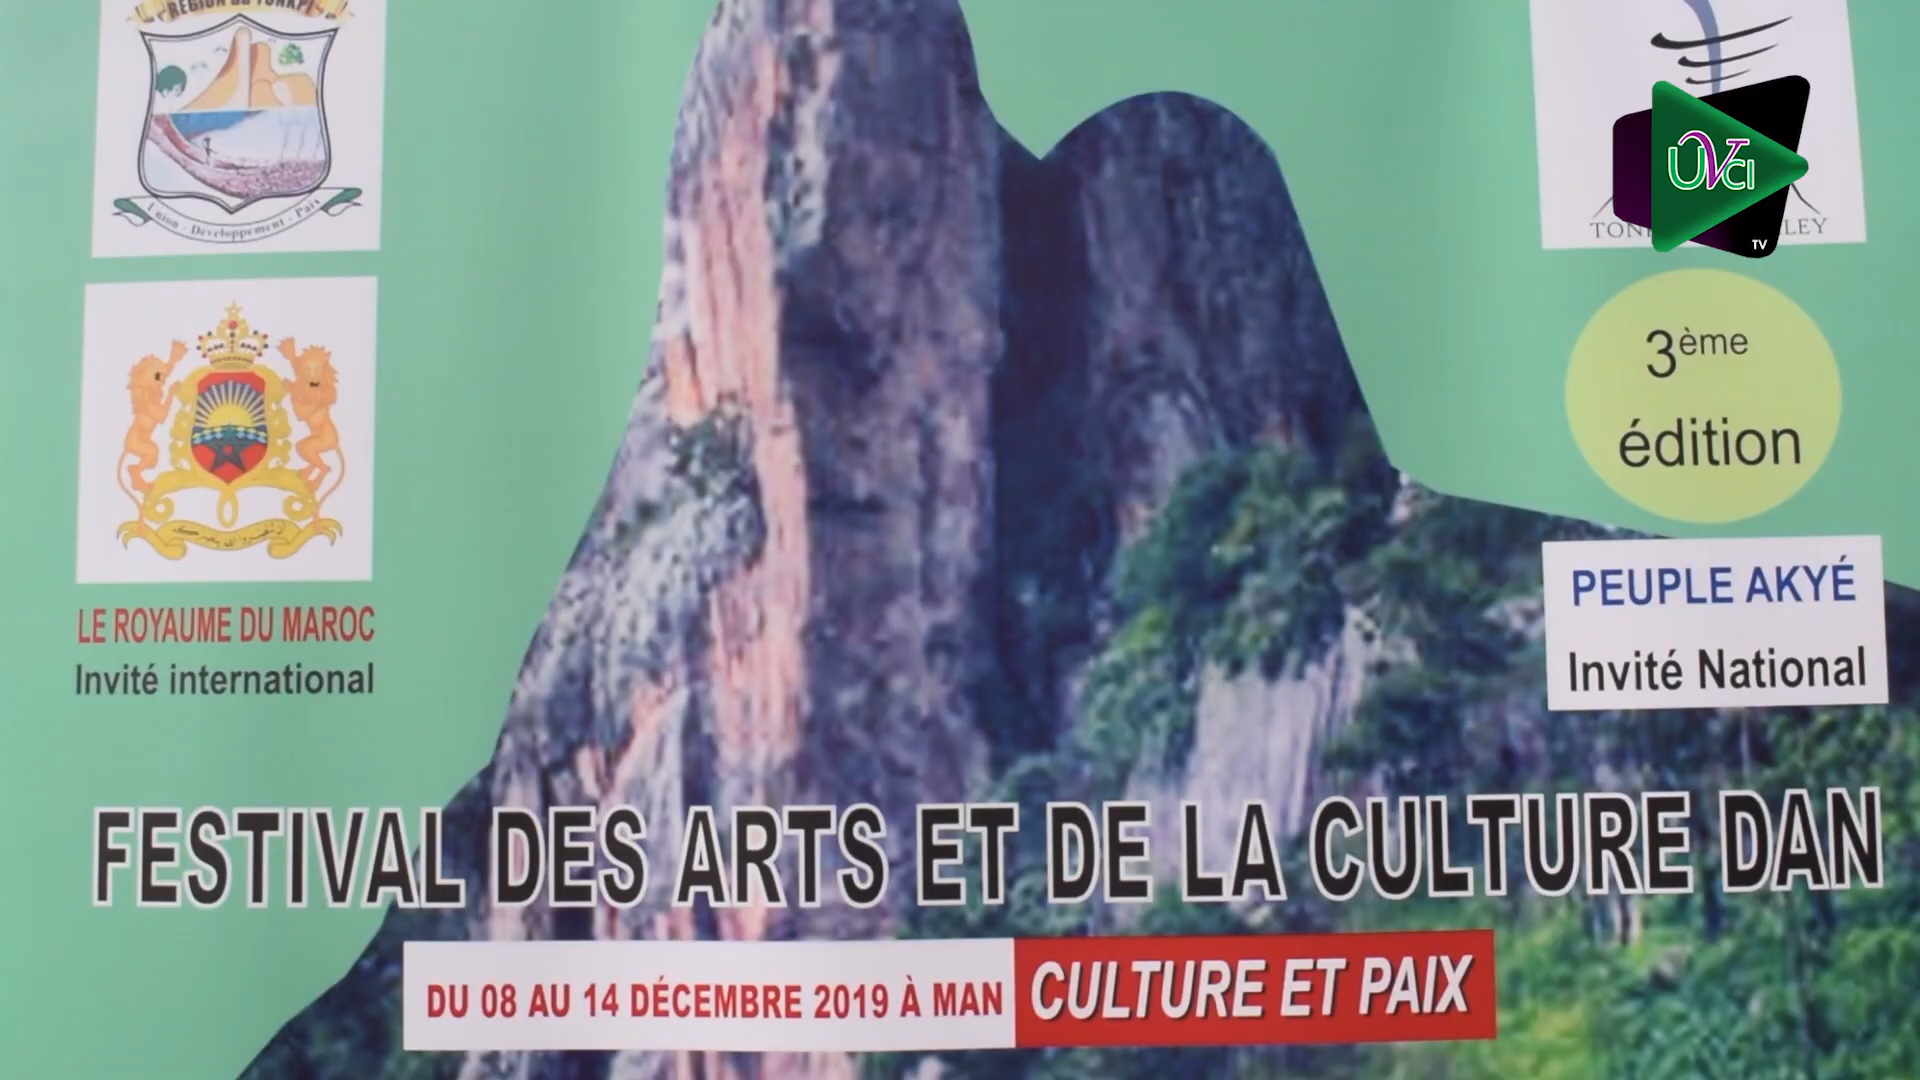 RÉGION DU TONKPI
Union - Développement - Paix
UVCI
TV
3ème
édition
LE ROYAUME DU MAROC
Invité international
PEUPLE AKYÉ
Invité National
FESTIVAL DES ARTS ET DE LA CULTURE DAN
DU 08 AU 14 DÉCEMBRE 2019 À MAN
CULTURE ET PAIX